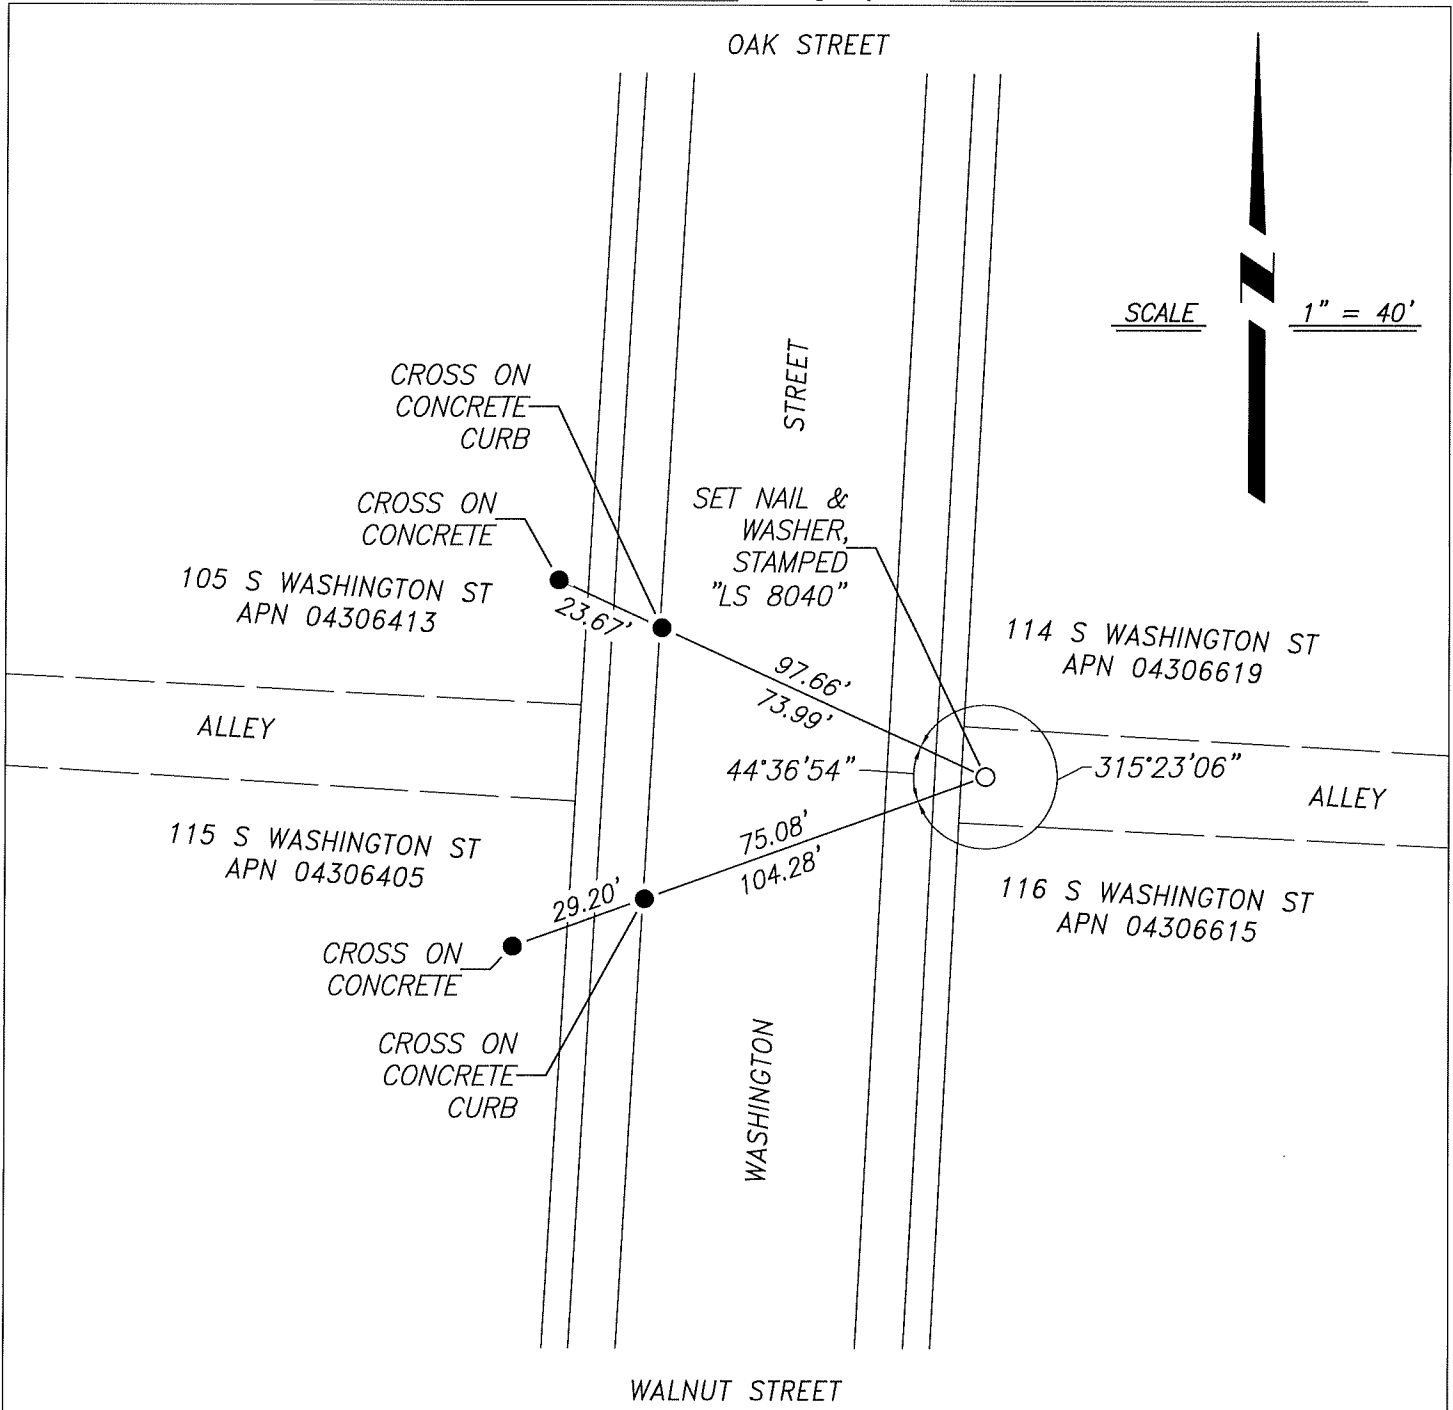 OAK STREET
SCALE 1" = 40'
STREET
CROSS ON
CONCRETE
CURB
CROSS ON
CONCRETE
SET NAIL &
WASHER,
STAMPED
"LS 8040"
105 S WASHINGTON ST
APN 04306413
23.67'
114 S WASHINGTON ST
APN 04306619
97.66'
73.99'
ALLEY
44°36'54"
315°23'06"
ALLEY
115 S WASHINGTON ST
APN 04306405
75.08'
104.28'
29.20'
116 S WASHINGTON ST
APN 04306615
CROSS ON
CONCRETE
CROSS ON
CONCRETE
CURB
WASHINGTON
WALNUT STREET